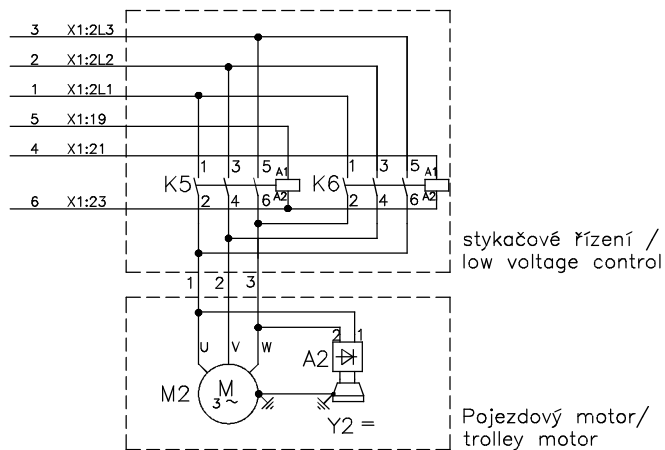 3 X1:2L3
2 X1:2L2
1 X1:2L1
5 X1:19
4 X1:21
1 3 5 A1 1 3 5 A1
K5 K6
2 4 6 A2 2 4 6 A2
6 X1:23
stykačové řízení /
low voltage control
1 2 3
U V W 2 1
A2
M2 M
3~
Y2 =
Pojezdový motor/
trolley motor